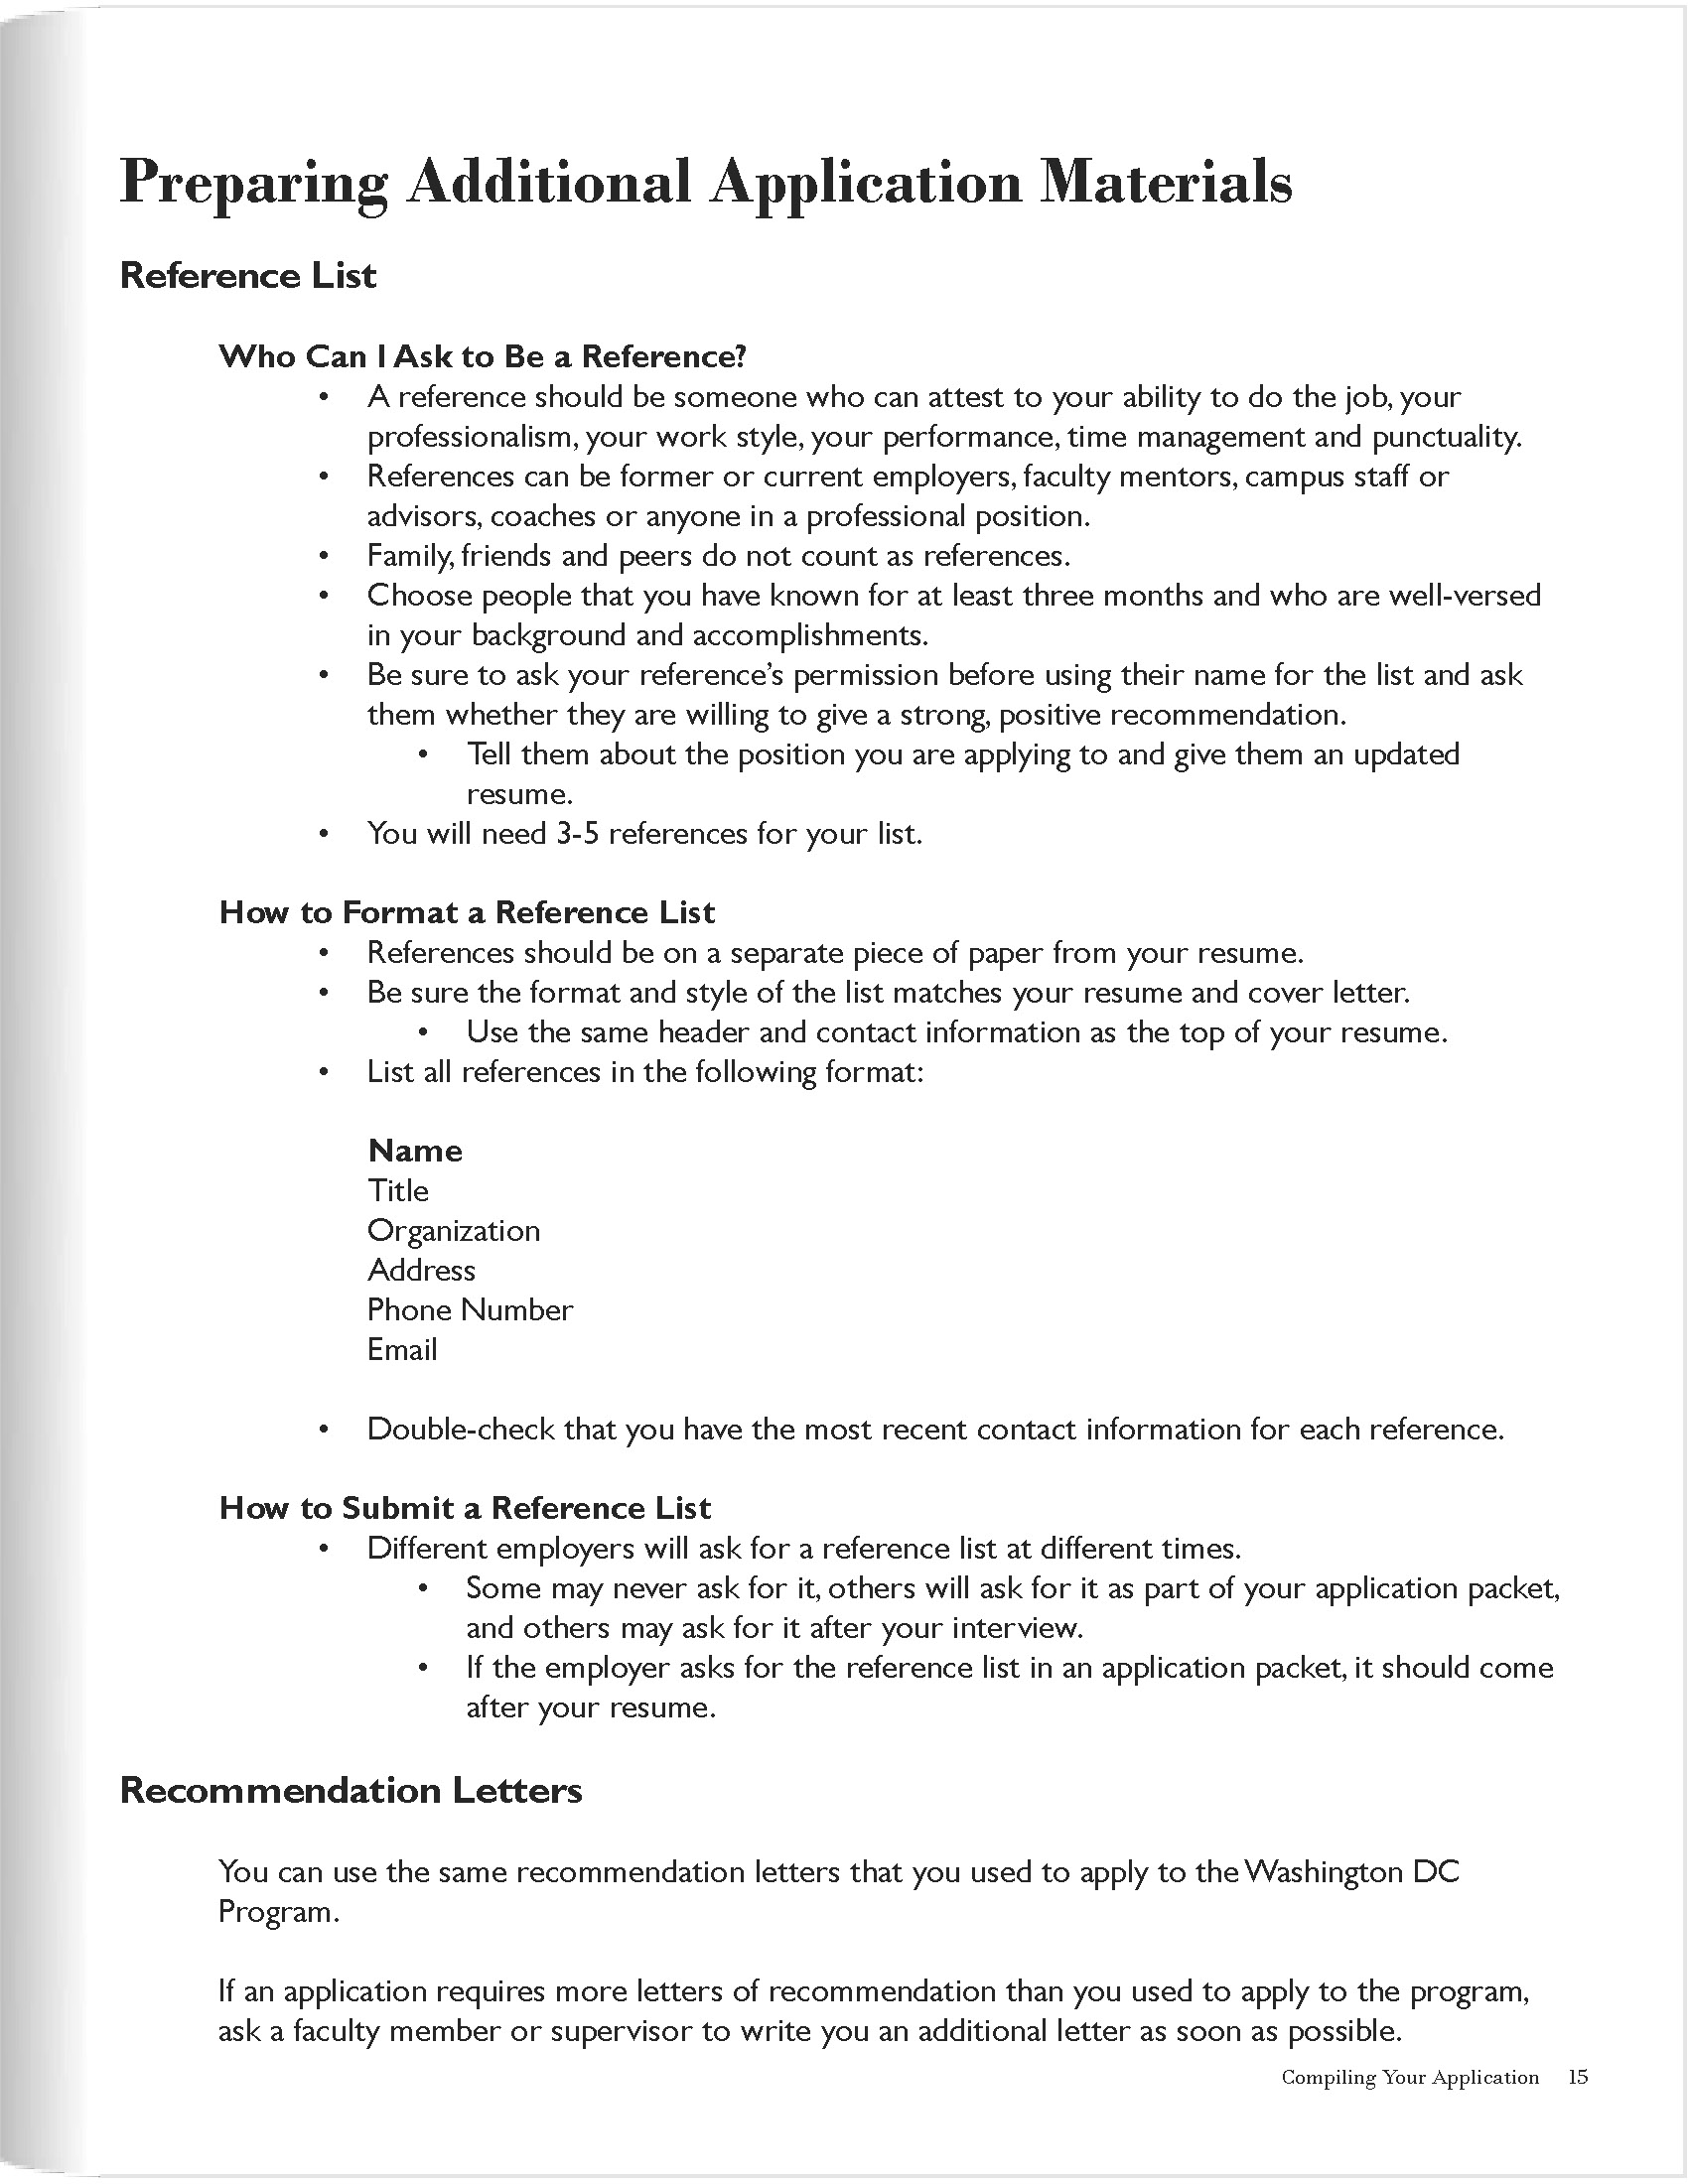 Preparing Additional Application Materials
Reference List
Who Can I Ask to Be a Reference?
• A reference should be someone who can attest to your ability to do the job, your
professionalism, your work style, your performance, time management and punctuality.
• References can be former or current employers, faculty mentors, campus staff or
advisors, coaches or anyone in a professional position.
• Family, friends and peers do not count as references.
• Choose people that you have known for at least three months and who are well-versed
in your background and accomplishments.
• Be sure to ask your reference’s permission before using their name for the list and ask
them whether they are willing to give a strong, positive recommendation.
• Tell them about the position you are applying to and give them an updated
resume.
• You will need 3-5 references for your list.
How to Format a Reference List
• References should be on a separate piece of paper from your resume.
• Be sure the format and style of the list matches your resume and cover letter.
• Use the same header and contact information as the top of your resume.
• List all references in the following format:
Name
Title
Organization
Address
Phone Number
Email
• Double-check that you have the most recent contact information for each reference.
How to Submit a Reference List
• Different employers will ask for a reference list at different times.
• Some may never ask for it, others will ask for it as part of your application packet,
and others may ask for it after your interview.
• If the employer asks for the reference list in an application packet, it should come
after your resume.
Recommendation Letters
You can use the same recommendation letters that you used to apply to the Washington DC
Program.
If an application requires more letters of recommendation than you used to apply to the program,
ask a faculty member or supervisor to write you an additional letter as soon as possible.
Compiling Your Application 15